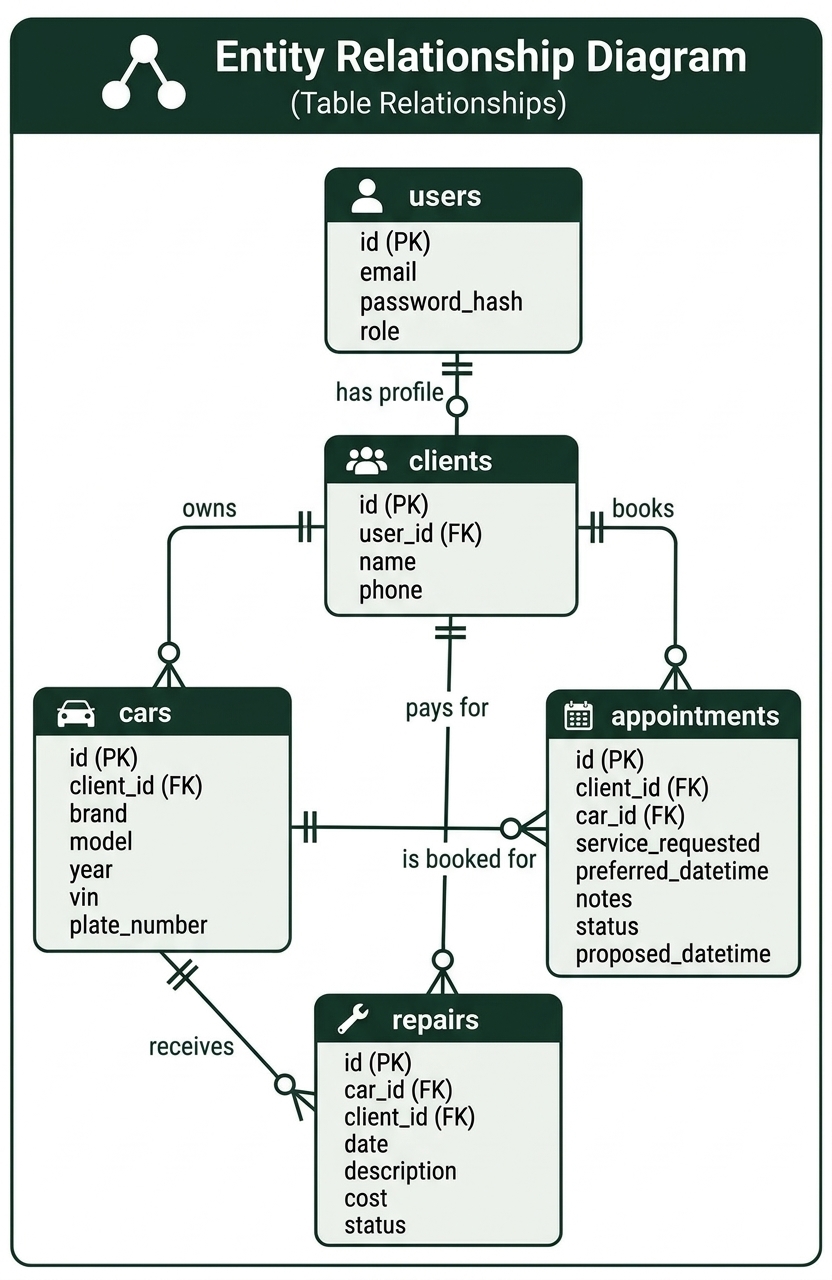 Entity Relationship Diagram
(Table Relationships)
users
id (PK)
email
password_hash
role
has profile
clients
id (PK)
user_id (FK)
name
phone
owns
books
pays for
cars
id (PK)
client_id (FK)
brand
model
year
vin
plate_number
appointments
id (PK)
client_id (FK)
car_id (FK)
service_requested
preferred_datetime
notes
status
proposed_datetime
is booked for
receives
repairs
id (PK)
car_id (FK)
client_id (FK)
date
description
cost
status